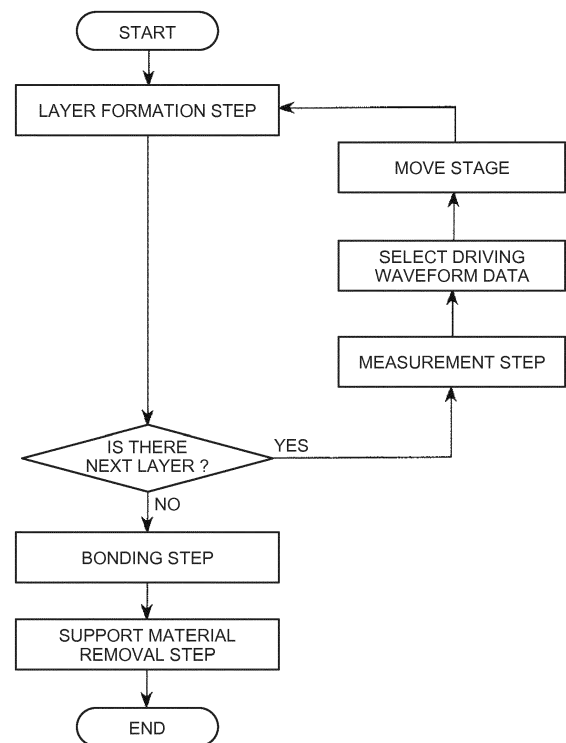 START
LAYER FORMATION STEP
MOVE STAGE
SELECT DRIVING
WAVEFORM DATA
MEASUREMENT STEP
IS THERE
NEXT LAYER ?
YES
NO
BONDING STEP
SUPPORT MATERIAL
REMOVAL STEP
END